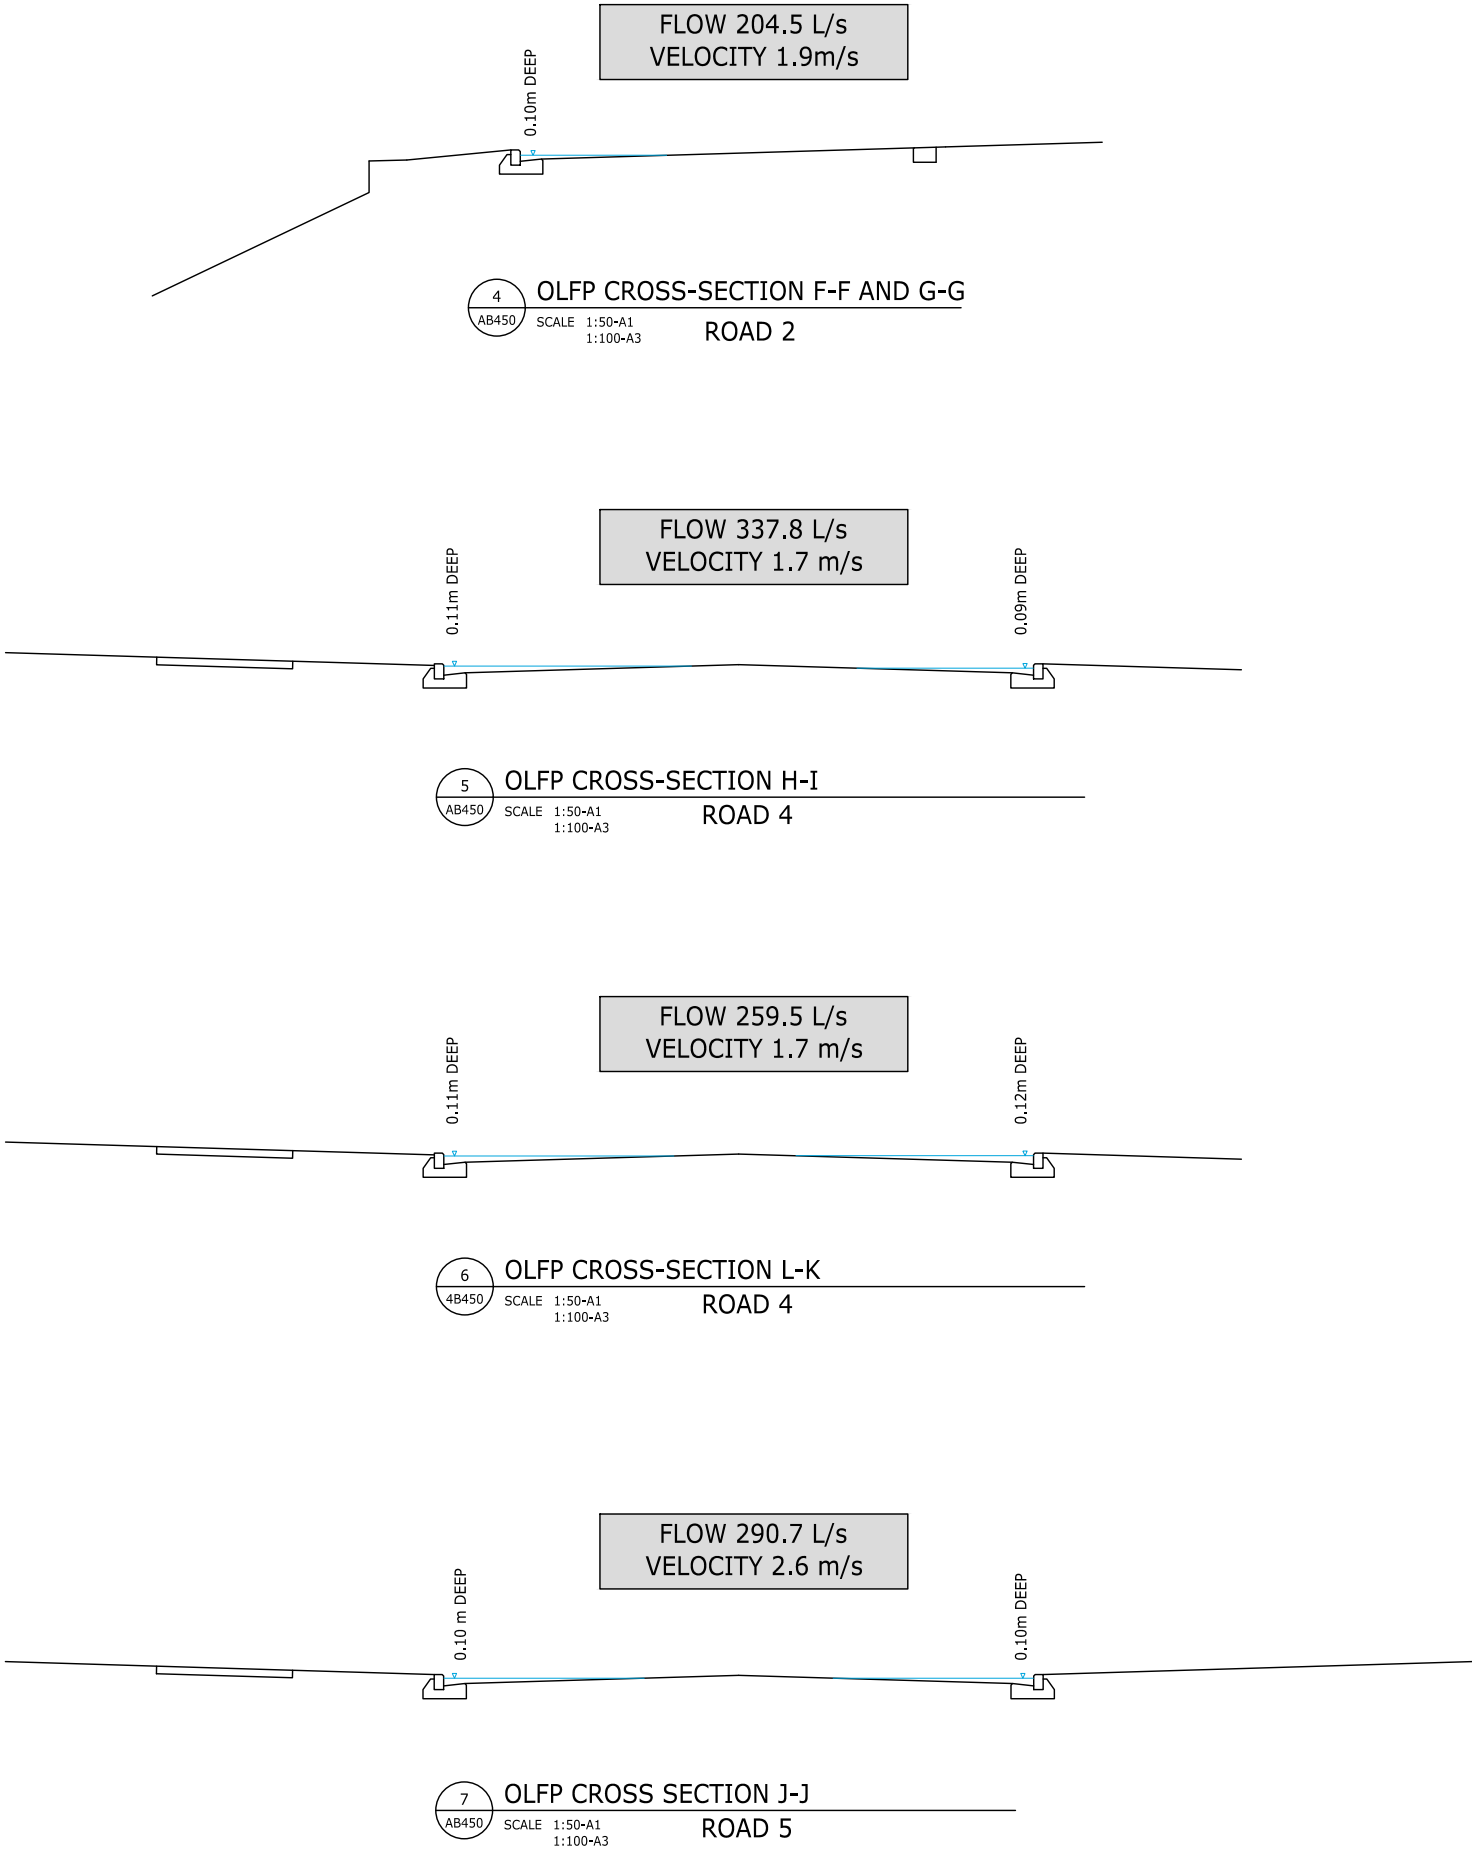 FLOW 204.5 L/s
VELOCITY 1.9m/s
0.10m DEEP
4
AB450
OLFP CROSS-SECTION F-F AND G-G
SCALE 1:50-A1
1:100-A3
ROAD 2
FLOW 337.8 L/s
VELOCITY 1.7 m/s
0.11m DEEP
0.09m DEEP
5
AB450
OLFP CROSS-SECTION H-I
SCALE 1:50-A1
1:100-A3
ROAD 4
FLOW 259.5 L/s
VELOCITY 1.7 m/s
0.11m DEEP
0.12m DEEP
6
4B450
OLFP CROSS-SECTION L-K
SCALE 1:50-A1
1:100-A3
ROAD 4
FLOW 290.7 L/s
VELOCITY 2.6 m/s
0.10 m DEEP
0.10m DEEP
7
AB450
OLFP CROSS SECTION J-J
SCALE 1:50-A1
1:100-A3
ROAD 5